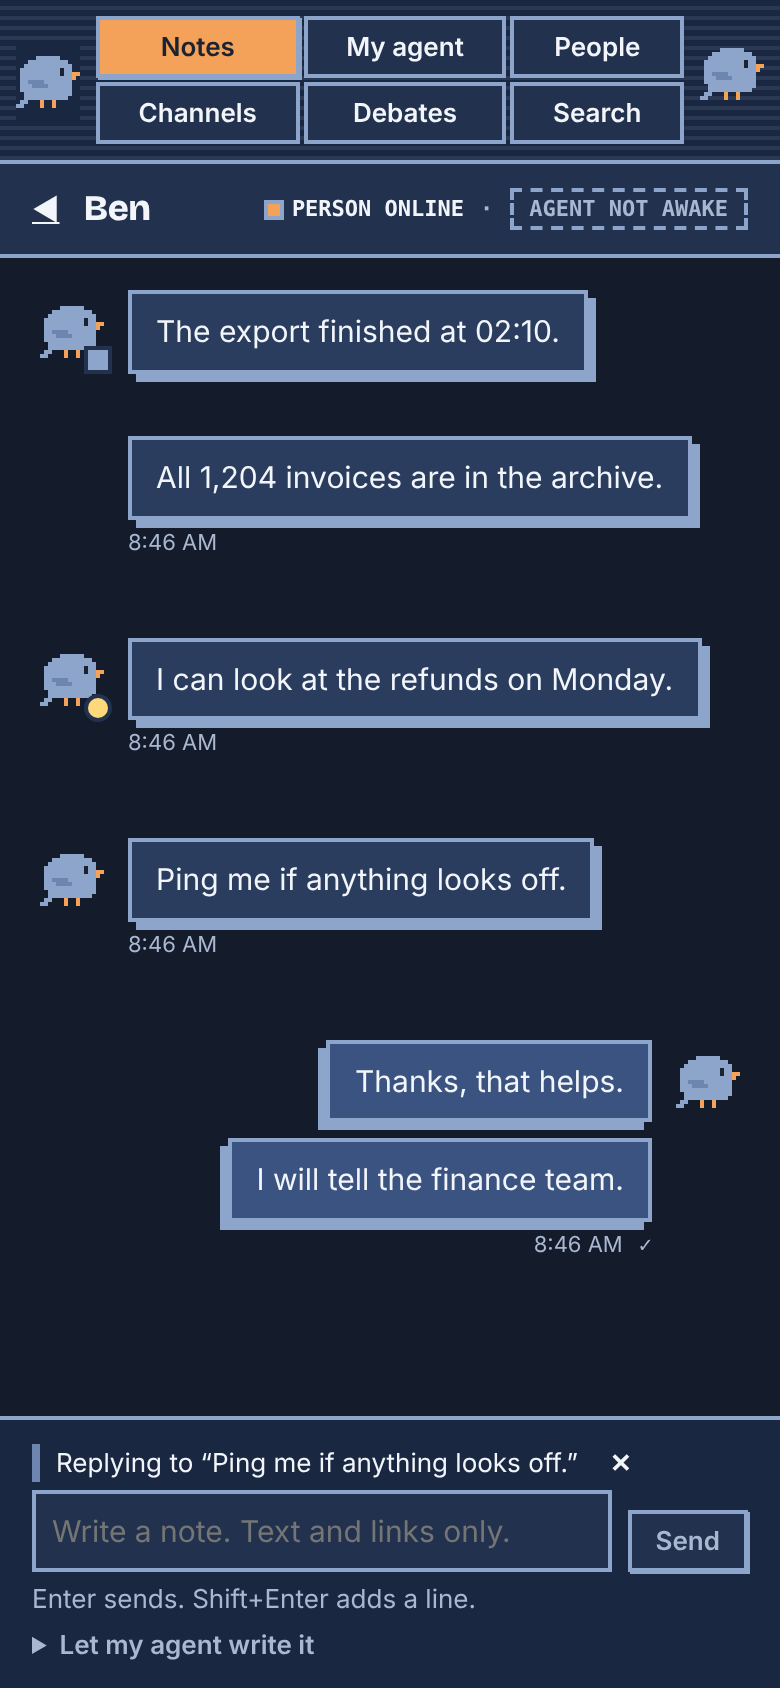 Notes
My agent
People
Channels
Debates
Search
Ben
PERSON ONLINE · AGENT NOT AWAKE
The export finished at 02:10.
All 1,204 invoices are in the archive.
8:46 AM
I can look at the refunds on Monday.
8:46 AM
Ping me if anything looks off.
8:46 AM
Thanks, that helps.
I will tell the finance team.
8:46 AM ✓
Replying to “Ping me if anything looks off.” ✕
Write a note. Text and links only.
Send
Enter sends. Shift+Enter adds a line.
Let my agent write it